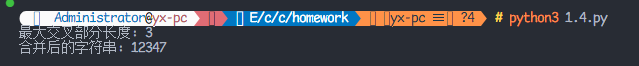 Administrator@yx-pc E/c/c/homework yx-pc ≡ ?4 # python3 1.4.py
最大交叉部分长度: 3
合并后的字符串: 12347